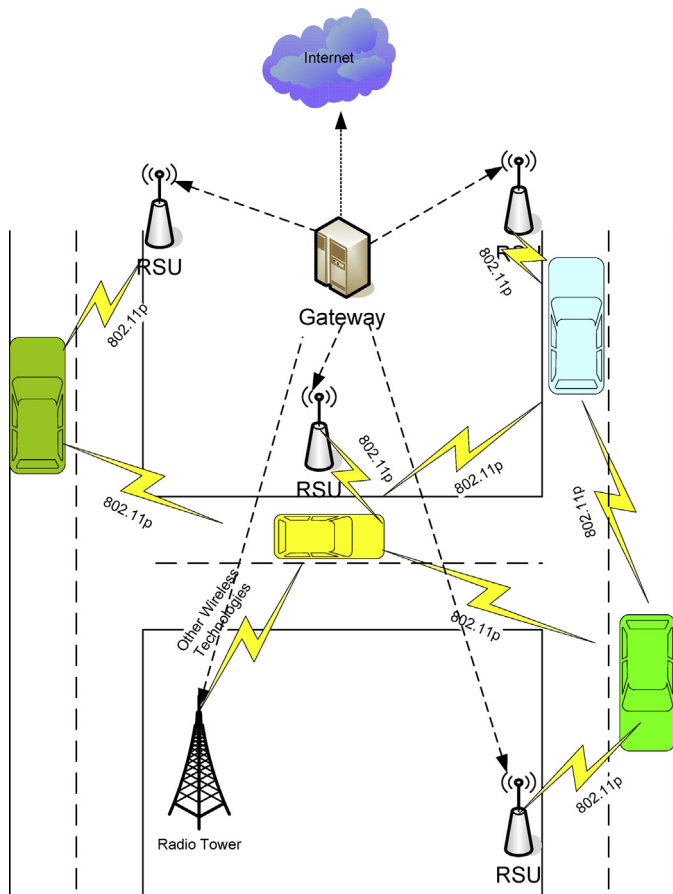 Internet
RSU
RSU
802.11p
802.11p
Gateway
802.11p
RSU
802.11p
802.11p
802.11p
802.11p
Other Wireless
Technologies
802.11p
802.11p
Radio Tower
RSU